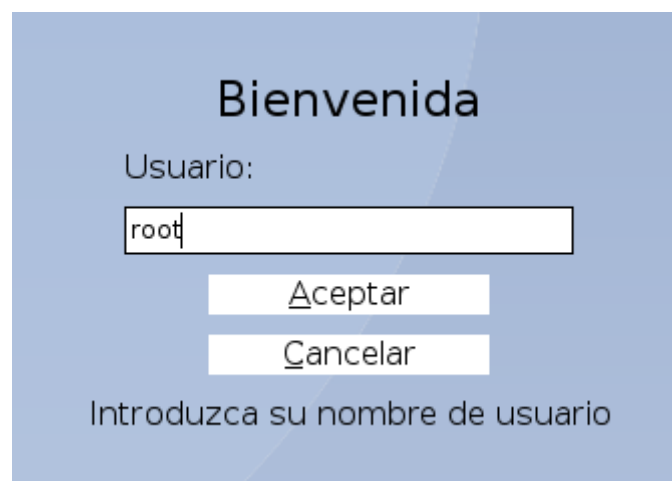 Bienvenida
Usuario:
root
Aceptar
Cancelar
Introduzca su nombre de usuario